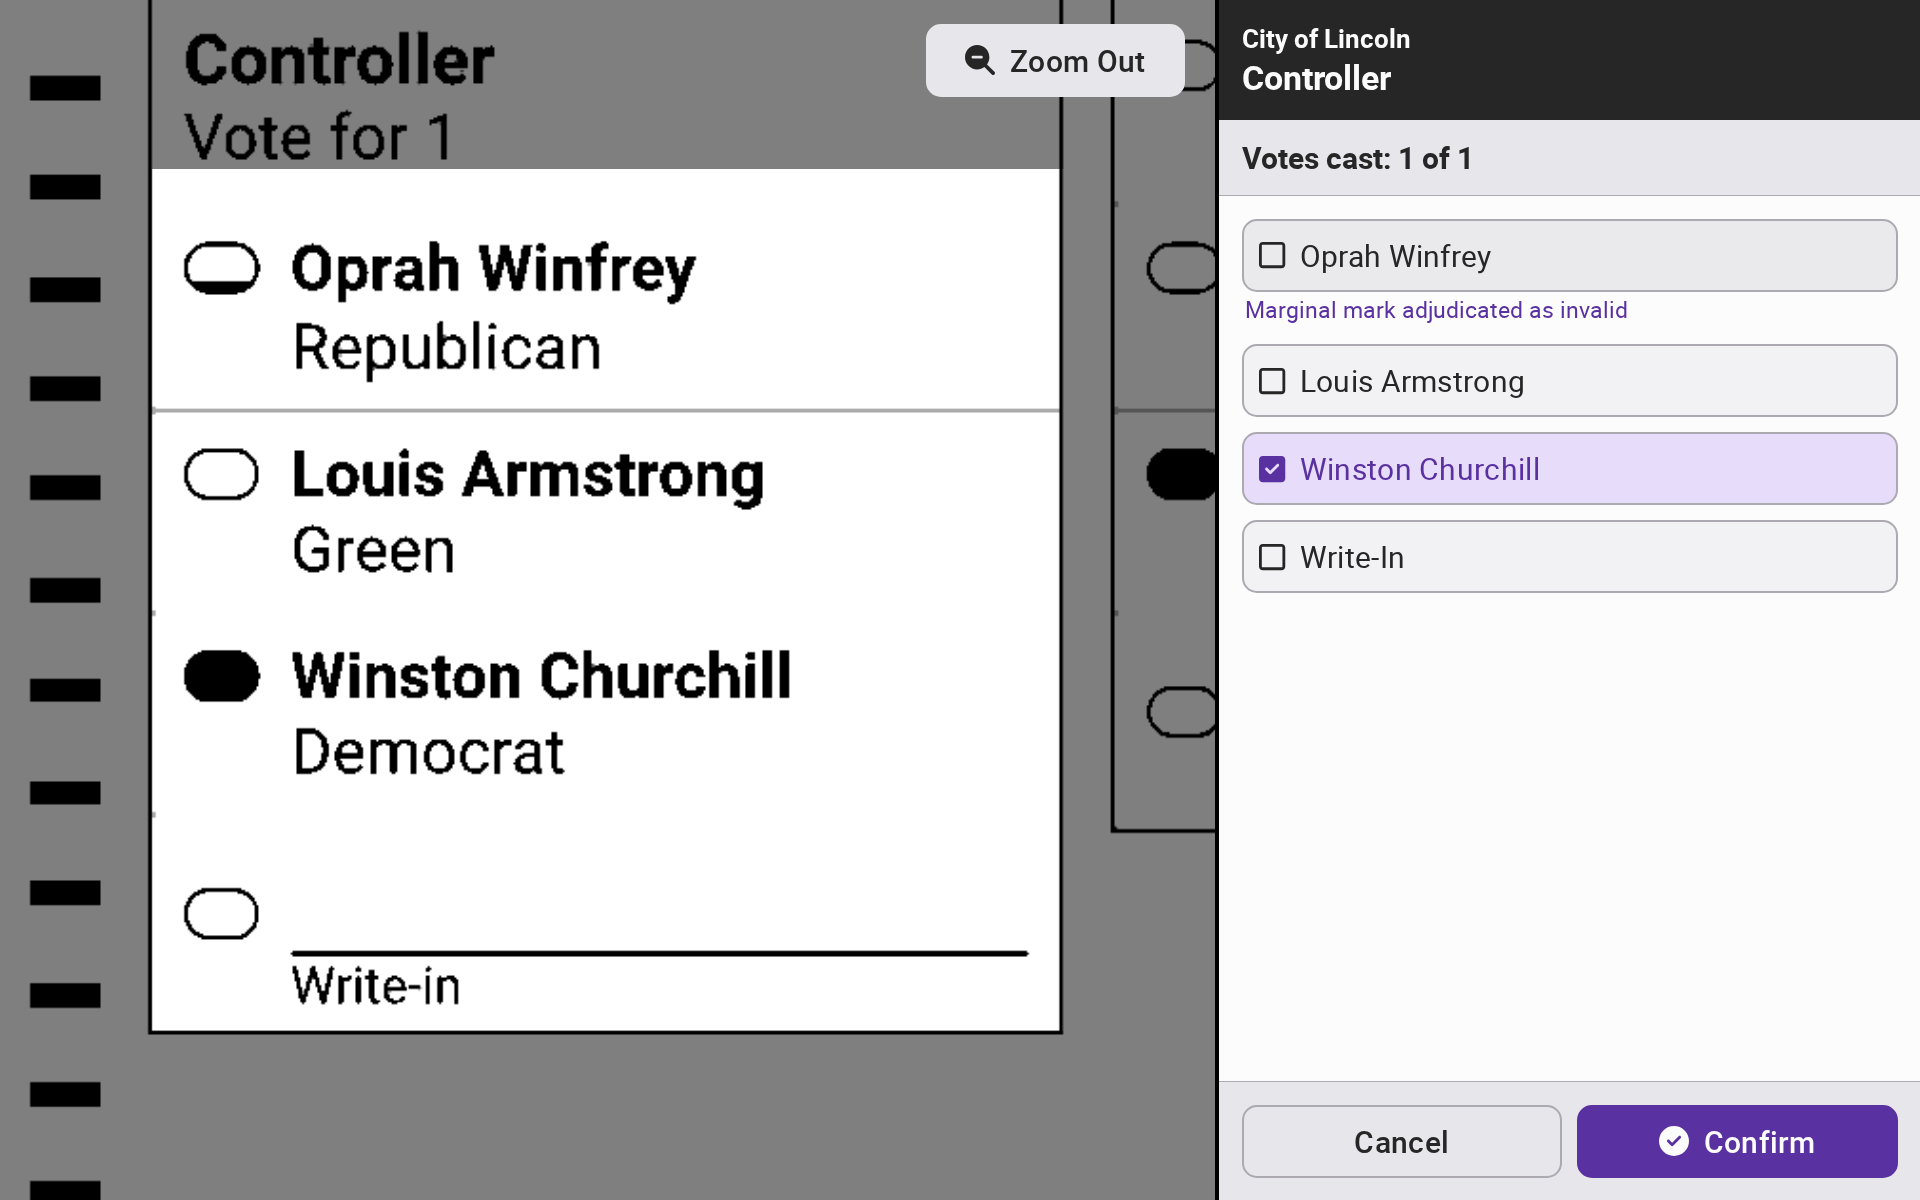 Controller
Vote for 1
Oprah Winfrey
Republican
Louis Armstrong
Green
Winston Churchill
Democrat
Write-in
Zoom Out
City of Lincoln
Controller
Votes cast: 1 of 1
Oprah Winfrey
Marginal mark adjudicated as invalid
Louis Armstrong
Winston Churchill
Write-In
Cancel
Confirm